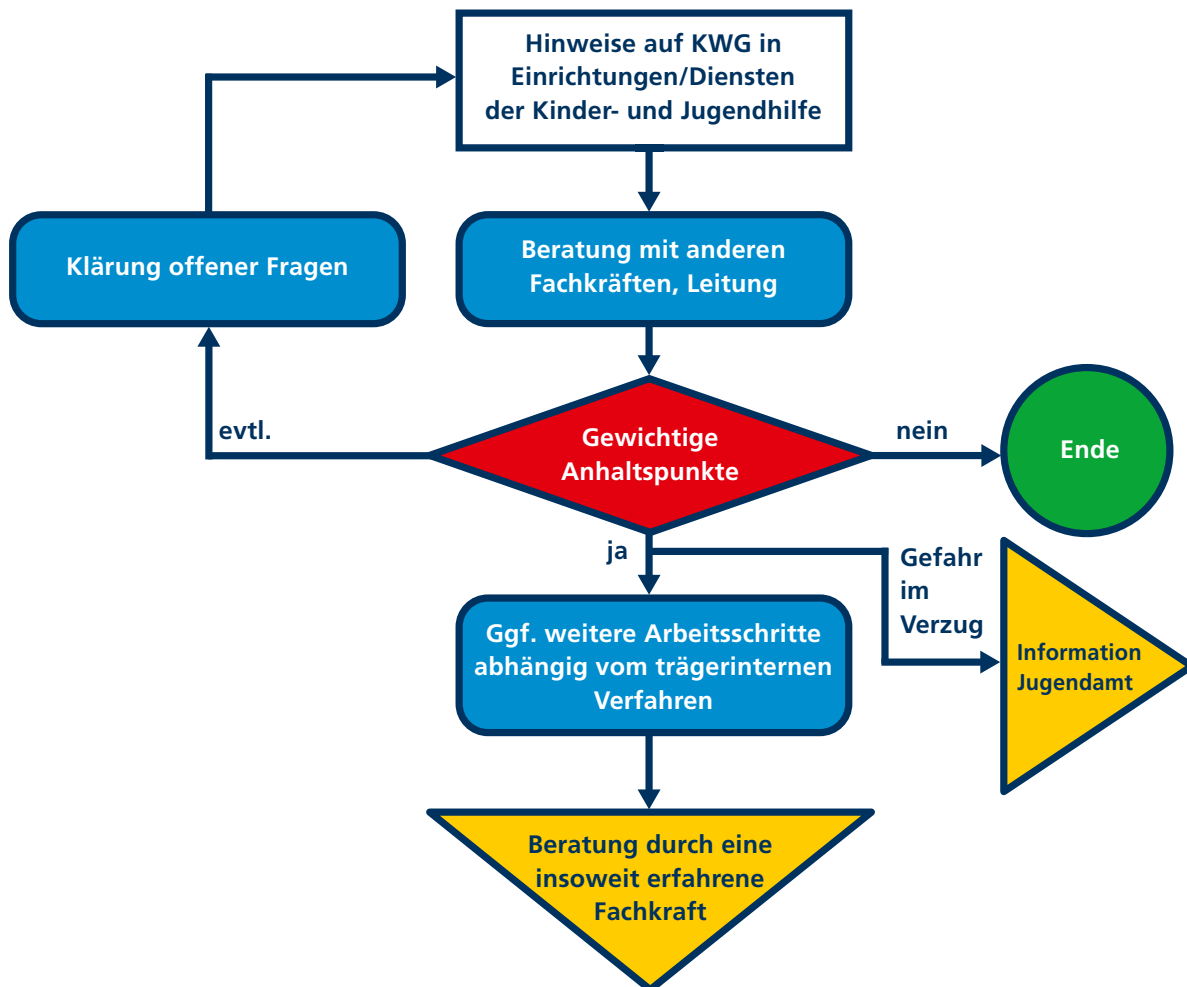 Hinweise auf KWG in
Einrichtungen/Diensten
der Kinder- und Jugendhilfe
Klärung offener Fragen
Beratung mit anderen
Fachkräften, Leitung
evtl.
Gewichtige
Anhaltspunkte
nein
Ende
ja
Gefahr
im
Verzug
Ggf. weitere Arbeitsschritte
abhängig vom trägerinternen
Verfahren
Information
Jugendamt
Beratung durch eine
insoweit erfahrene
Fachkraft